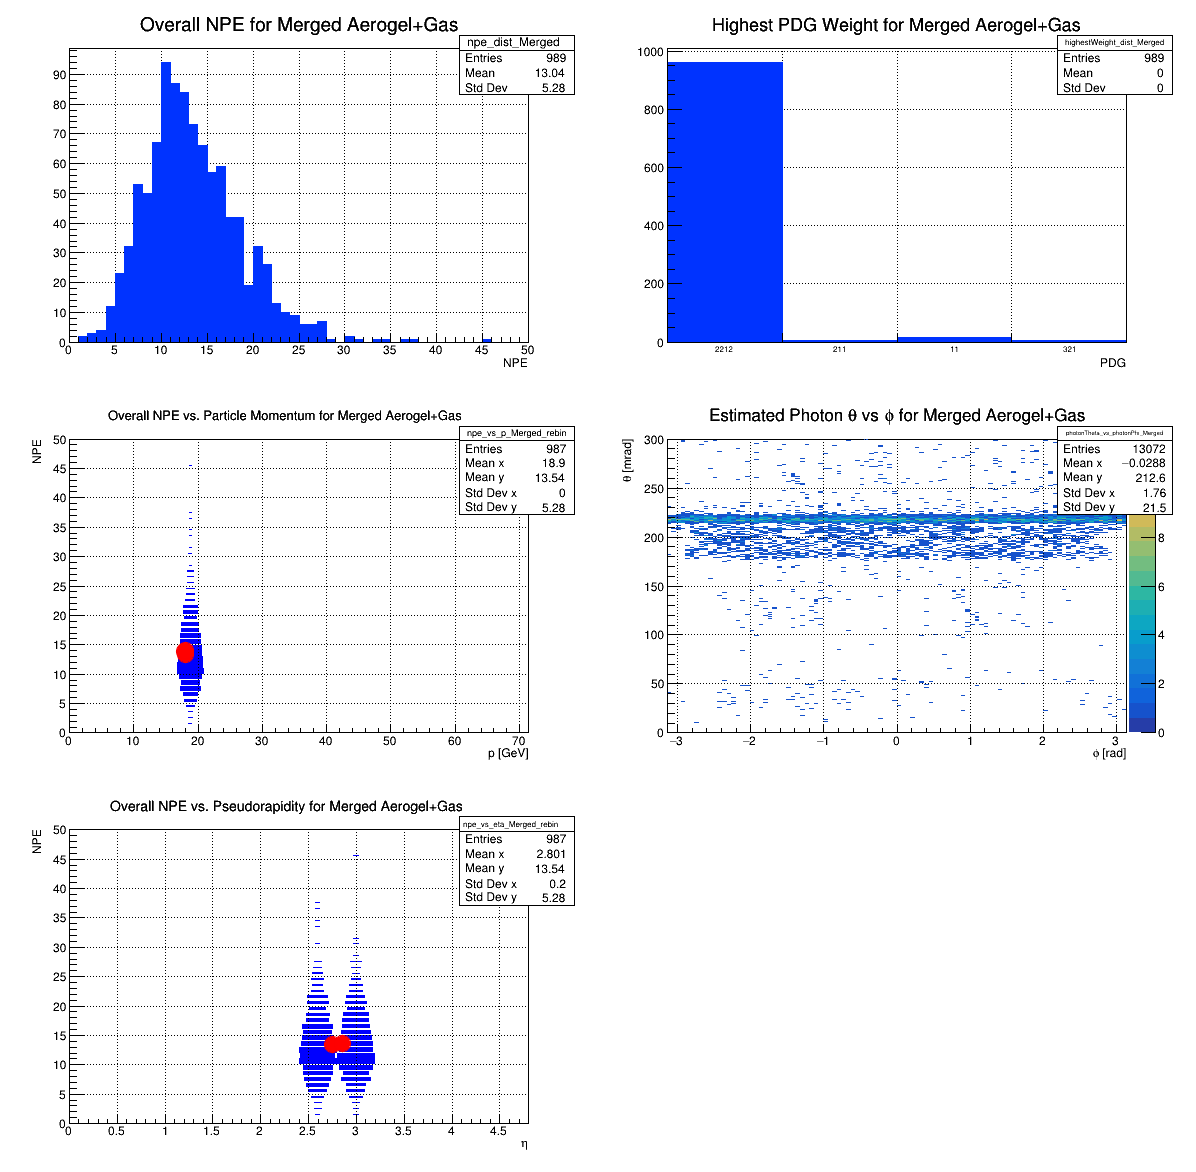 Overall NPE for Merged Aerogel+Gas
npe_dist_Merged
Entries 989
Mean 13.04
Std Dev 5.28
90
80
70
60
50
40
30
20
10
0
0 5 10 15 20 25 30 35 40 45 50
NPE
Highest PDG Weight for Merged Aerogel+Gas
highestWeight_dist_Merged
Entries 989
Mean 0
Std Dev 0
1000
800
600
400
200
0
2212 211 11 321
PDG
Overall NPE vs. Particle Momentum for Merged Aerogel+Gas
npe_vs_p_Merged_rebin
Entries 987
Mean x 18.9
Mean y 13.54
Std Dev x 0
Std Dev y 5.28
NPE
50
45
40
35
30
25
20
15
10
5
0
0 10 20 30 40 50 60 70
p [GeV]
Estimated Photon θ vs ϕ for Merged Aerogel+Gas
photonTheta_vs_photonPhi_Merged
Entries 13072
Mean x −0.0288
Mean y 212.6
Std Dev x 1.76
Std Dev y 21.5
θ [mrad]
300
250
200
150
100
50
0
−3 −2 −1 0 1 2 3
ϕ [rad]
8
6
4
2
0
Overall NPE vs. Pseudorapidity for Merged Aerogel+Gas
npe_vs_eta_Merged_rebin
Entries 987
Mean x 2.801
Mean y 13.54
Std Dev x 0.2
Std Dev y 5.28
NPE
50
45
40
35
30
25
20
15
10
5
0
0 0.5 1 1.5 2 2.5 3 3.5 4 4.5
η